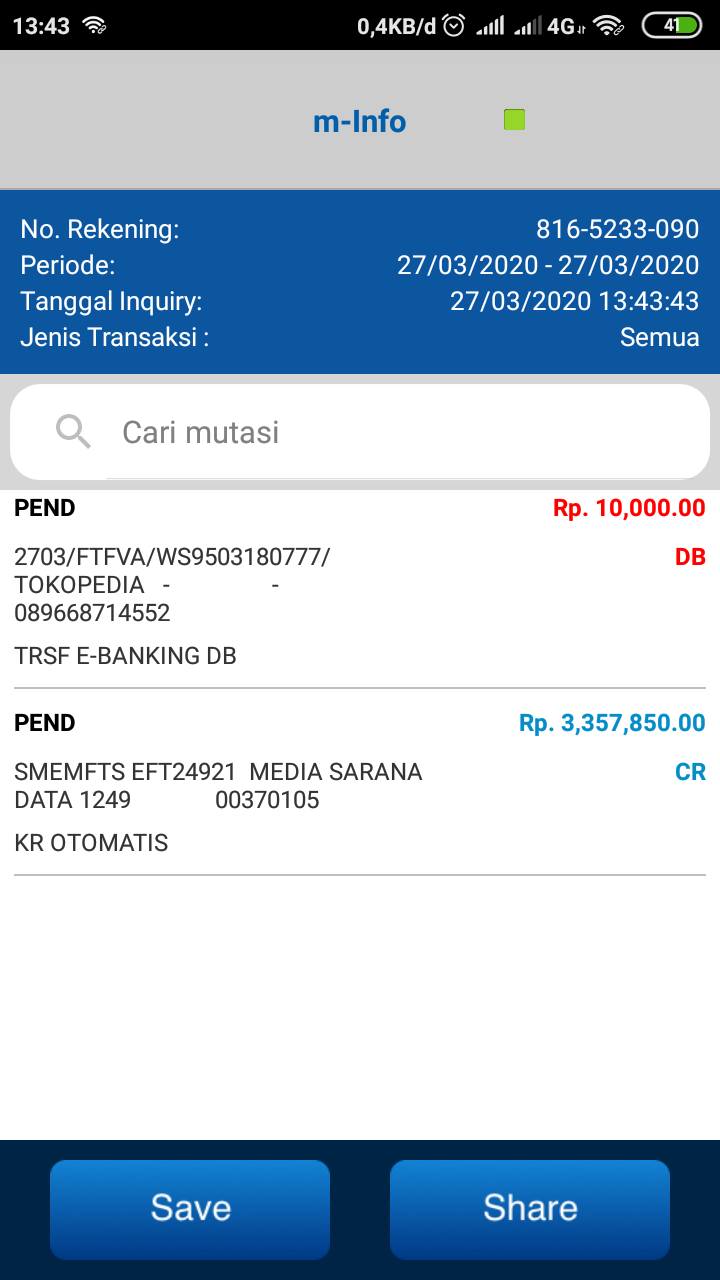 13:43 0,4KB/d 4G 41
m-Info
No. Rekening: 816-5233-090
Periode: 27/03/2020 - 27/03/2020
Tanggal Inquiry: 27/03/2020 13:43:43
Jenis Transaksi : Semua
Cari mutasi
PEND Rp. 10,000.00
2703/FTFVA/WS9503180777/ DB
TOKOPEDIA - -
089668714552
TRSF E-BANKING DB
PEND Rp. 3,357,850.00
SMEMFTS EFT24921 MEDIA SARANA CR
DATA 1249 00370105
KR OTOMATIS
Save Share